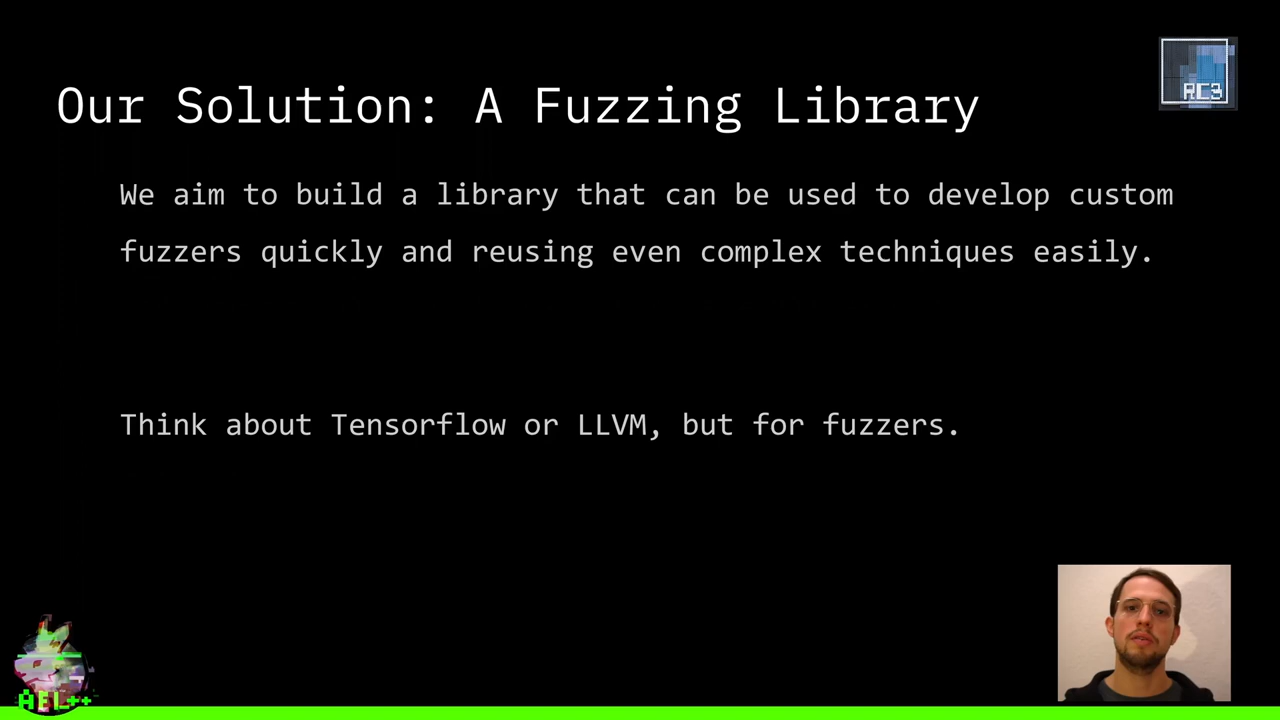 RC3
Our Solution: A Fuzzing Library
We aim to build a library that can be used to develop custom
fuzzers quickly and reusing even complex techniques easily.
Think about Tensorflow or LLVM, but for fuzzers.
AFL++